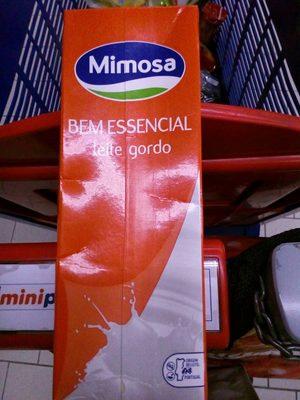 Mimosa
BEM ESSENCIAL
leite gordo
minip